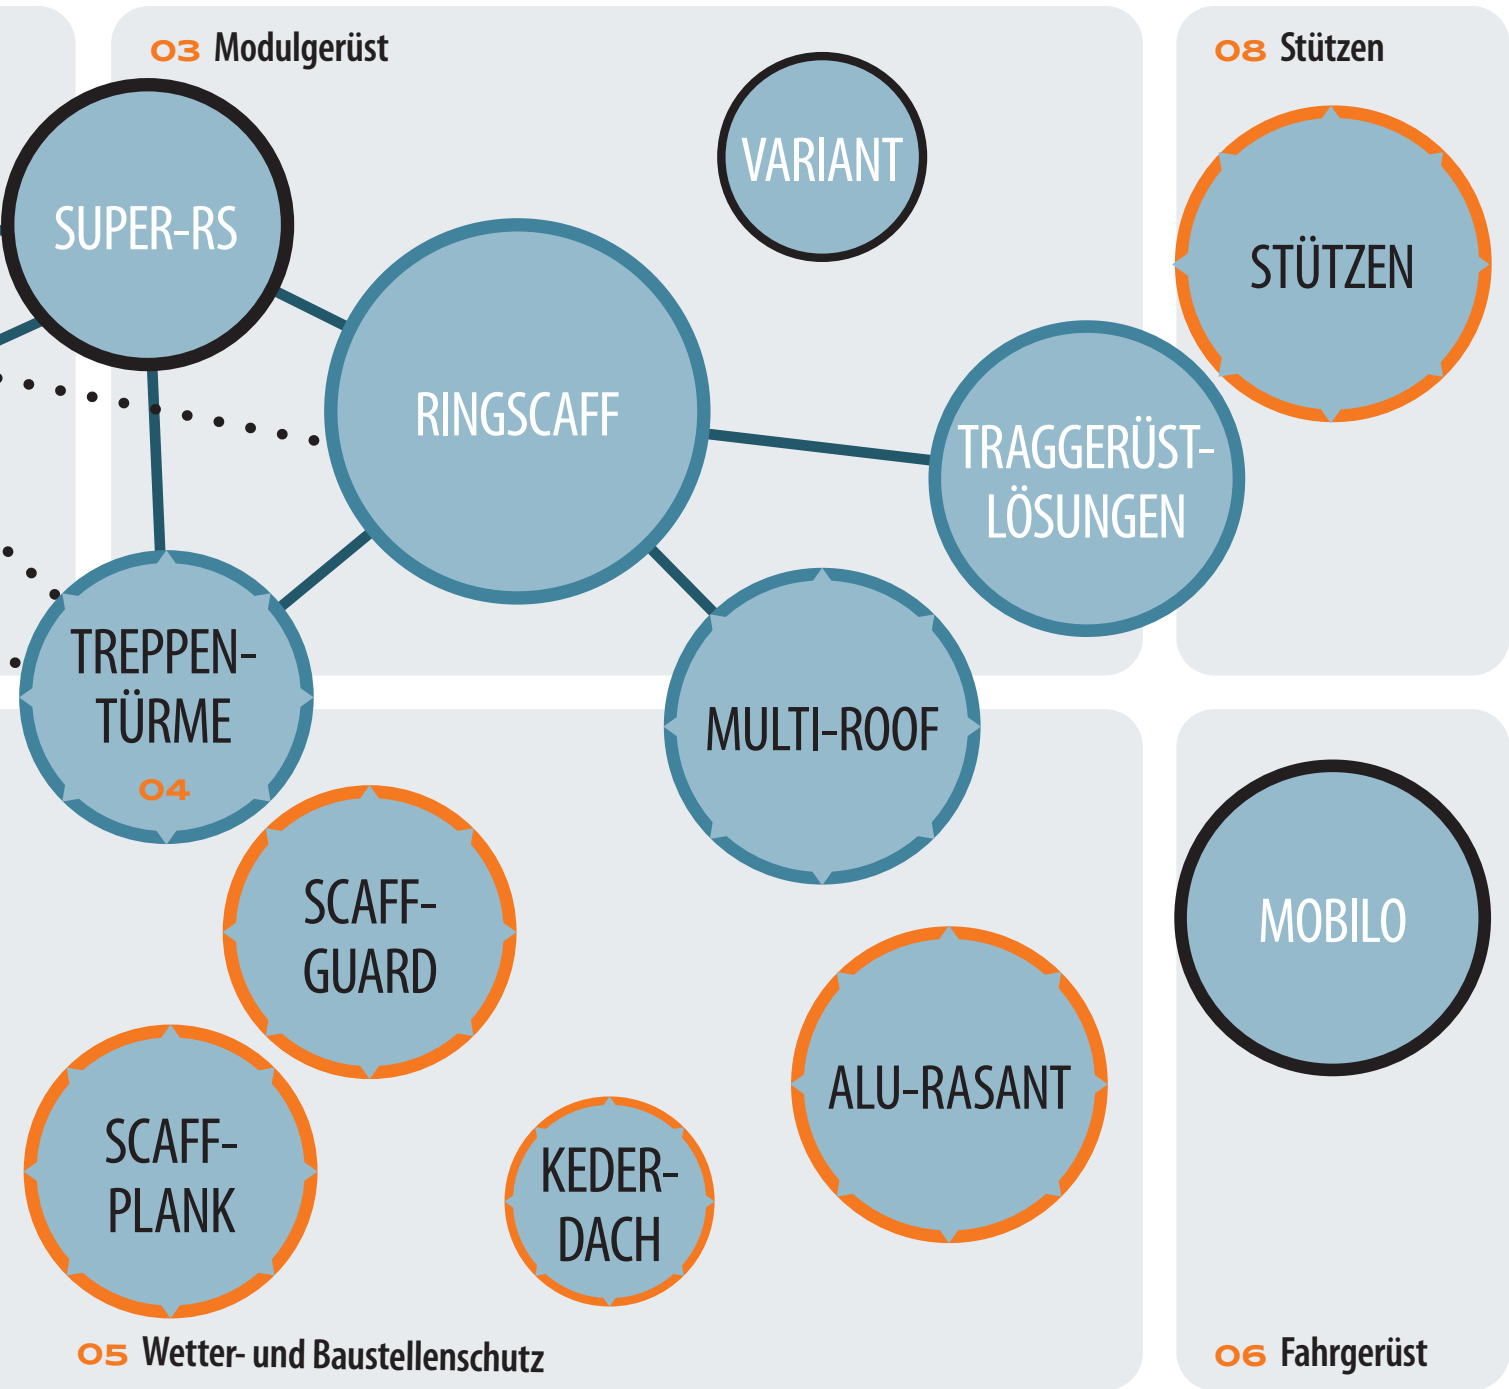 03 Modulgerüst
08 Stützen
VARIANT
SUPER-RS
STÜTZEN
RINGSCAFF
TRAGGERÜST-
LÖSUNGEN
TREPPEN-
TÜRME
04
MULTI-ROOF
SCAFF-
GUARD
MOBILO
ALU-RASANT
SCAFF-
PLANK
KEDER-
DACH
05 Wetter- und Baustellenschutz
06 Fahrgerüst